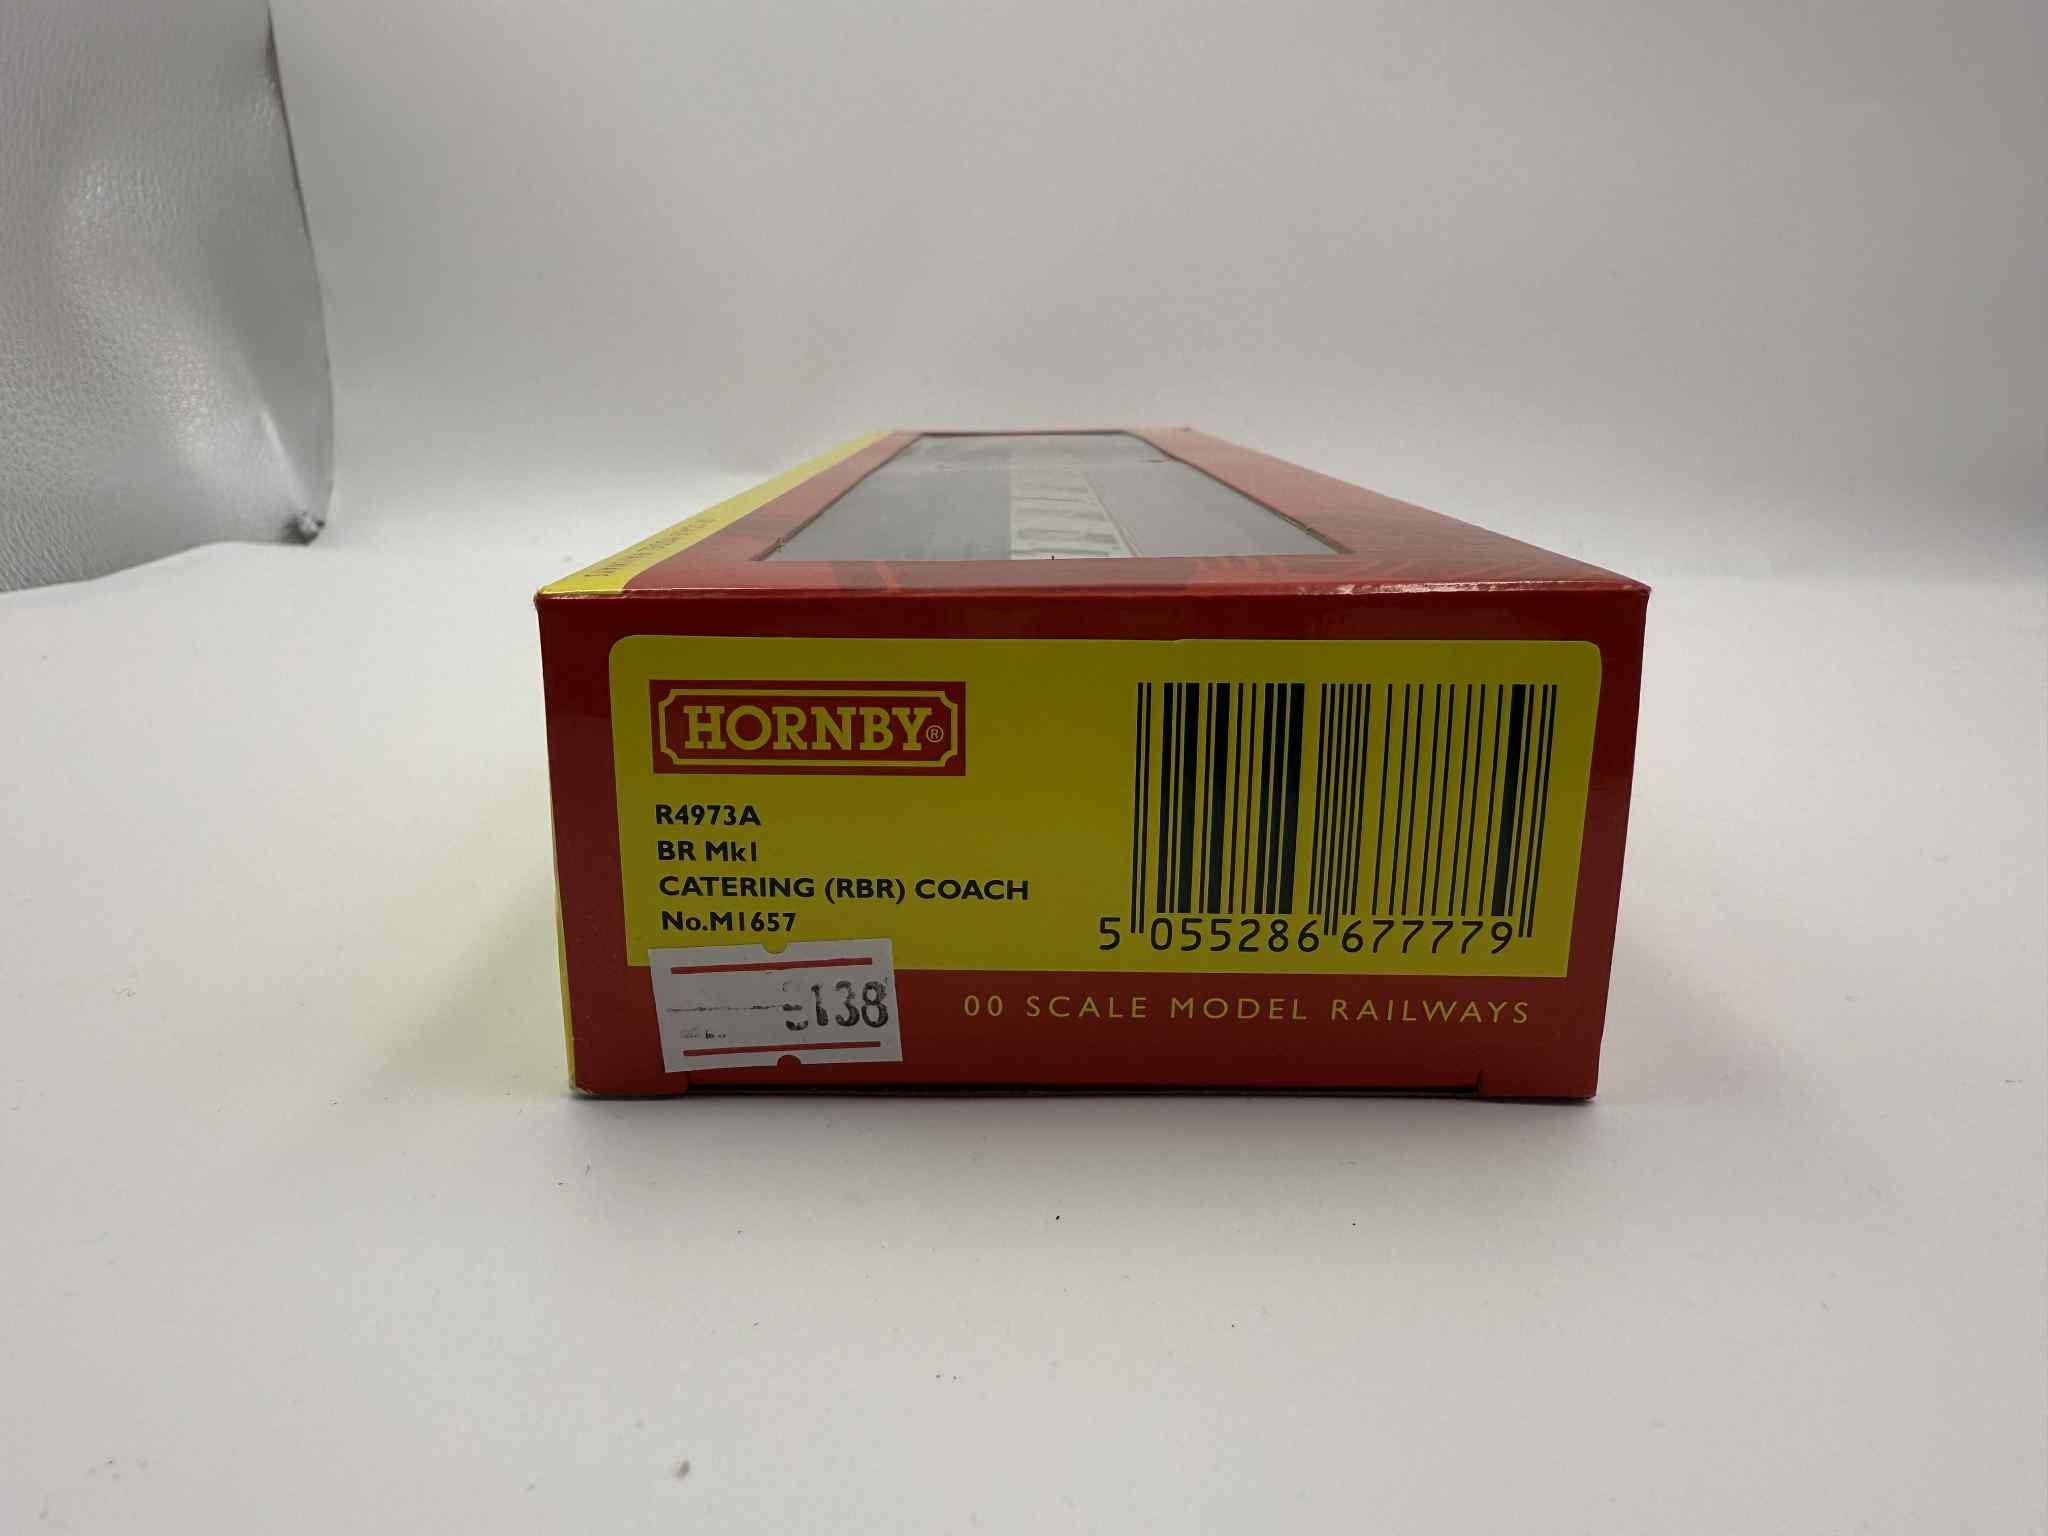 HORNBY®
R4973A
BR Mk1
CATERING (RBR) COACH
No.M1657
5 055286 677779
138
00 SCALE MODEL RAILWAYS